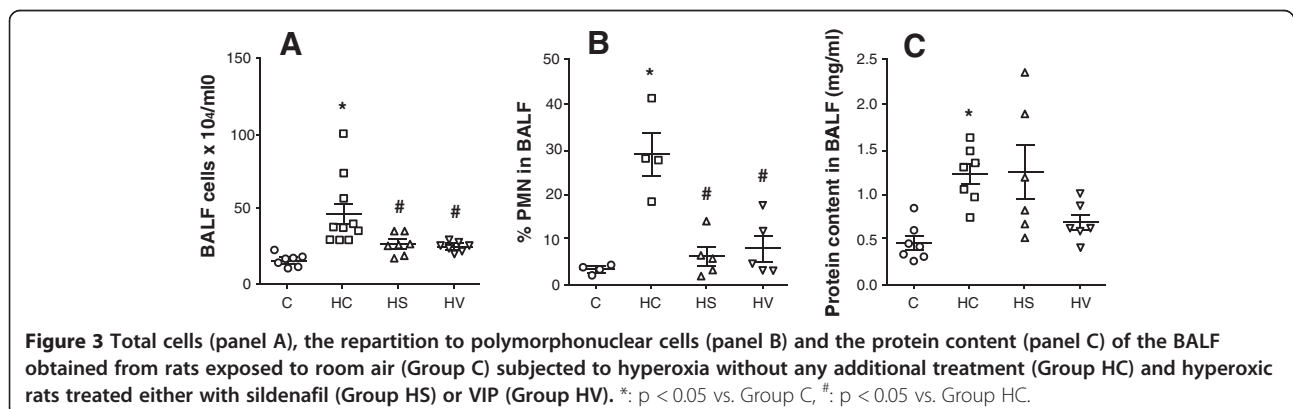 A
BALF cells x 10₄/ml0
150
100
50
0
*
#
#
C
HC
HS
HV
B
% PMN in BALF
50
40
30
20
10
0
*
#
#
C
HC
HS
HV
C
Protein content in BALF (mg/ml)
2.5
2.0
1.5
1.0
0.5
0.0
*
C
HC
HS
HV
Figure 3 Total cells (panel A), the repartition to polymorphonuclear cells (panel B) and the protein content (panel C) of the BALF
obtained from rats exposed to room air (Group C) subjected to hyperoxia without any additional treatment (Group HC) and hyperoxic
rats treated either with sildenafil (Group HS) or VIP (Group HV). *: p < 0.05 vs. Group C, #: p < 0.05 vs. Group HC.